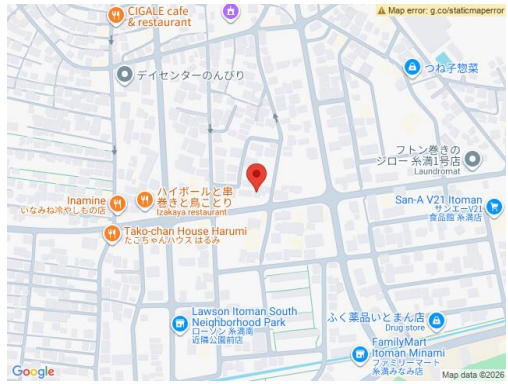 CIGALE cafe
& restaurant
Map error: g.co/staticmaperror
デイセンターのんびり
つね子惣菜
フトン巻きの
ジロー 糸満1号店
Laundromat
Inamine
いなみね冷やしもの店
ハイボールと串
巻きと鳥ことり
Izakaya restaurant
San-A V21 Itoman
サンエーV21
食品館 糸満店
Tako-chan House Harumi
たこちゃんハウス はるみ
Lawson Itoman South
Neighborhood Park
ローソン 糸満南
近隣公園前店
ふく薬品いとまん店
Drug store
FamilyMart
Itoman Minami
ファミリーマート
糸満みなみ店
Google
Map data ©2026